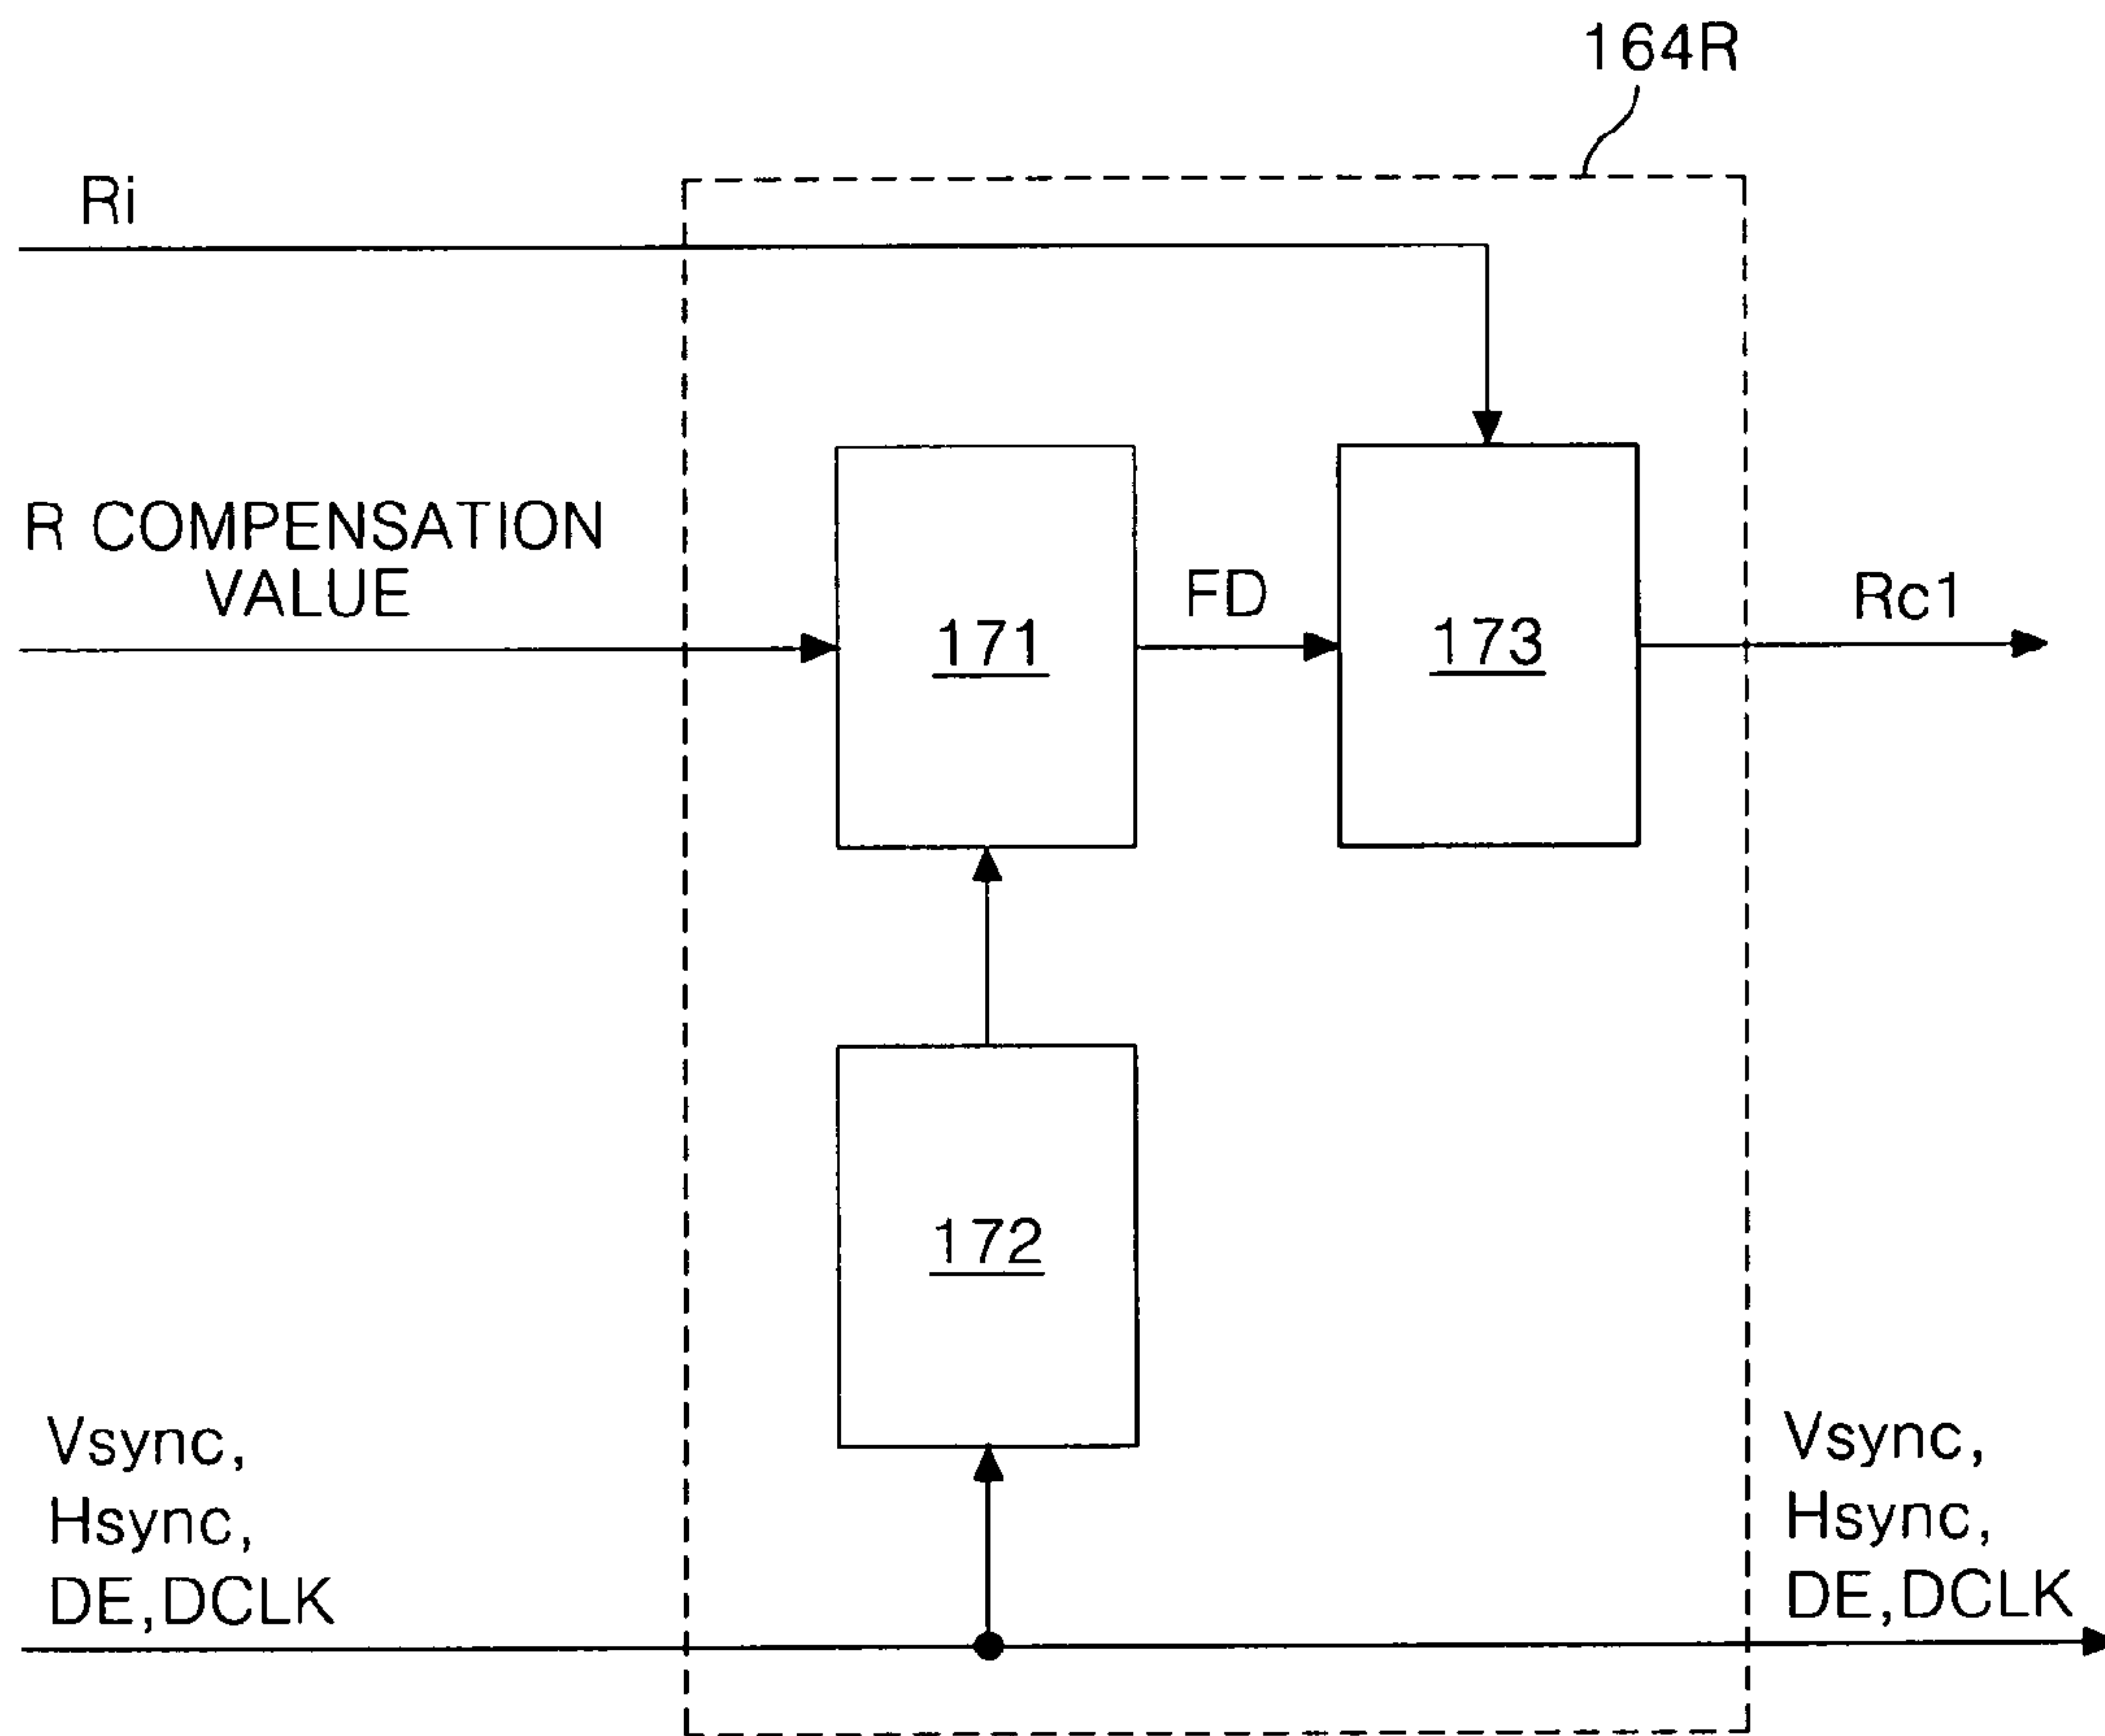 164R
Ri
R COMPENSATION
VALUE
171
FD
173
Rc1
172
Vsync,
Hsync,
DE,DCLK
Vsync,
Hsync,
DE,DCLK